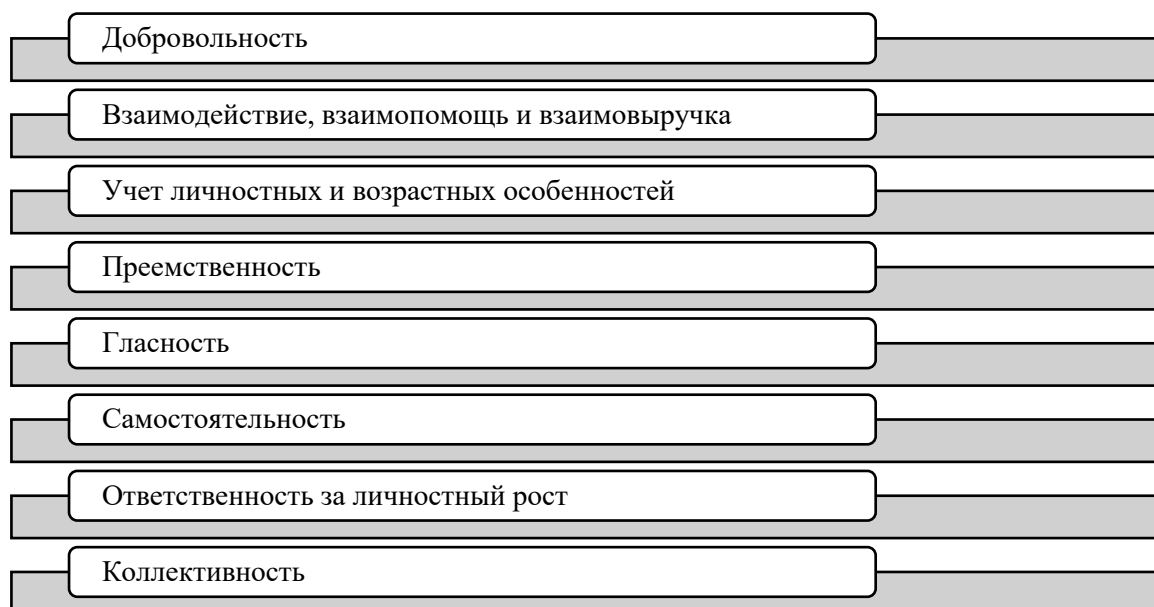 Добровольность
Взаимодействие, взаимопомощь и взаимовыручка
Учет личностных и возрастных особенностей
Преемственность
Гласность
Самостоятельность
Ответственность за личностный рост
Коллективность